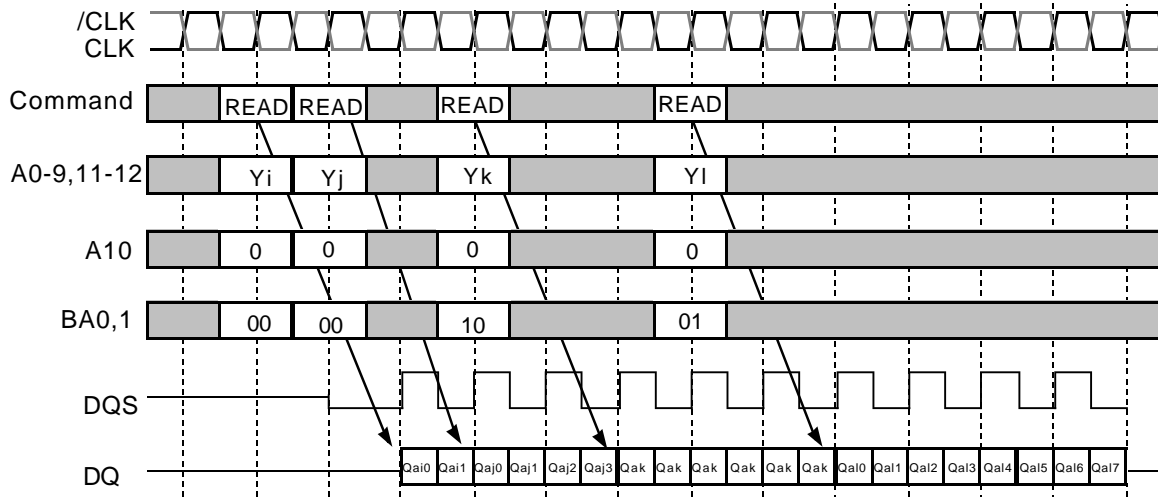 /CLK
CLK
Command READ READ READ READ
A0-9,11-12 Yi Yj Yk Yl
A10 0 0 0 0
BA0,1 00 00 10 01
DQS
DQ Qai0 Qai1 Qaj0 Qaj1 Qaj2 Qaj3 Qak Qak Qak Qak Qak Qak Qal0 Qal1 Qal2 Qal3 Qal4 Qal5 Qal6 Qal7